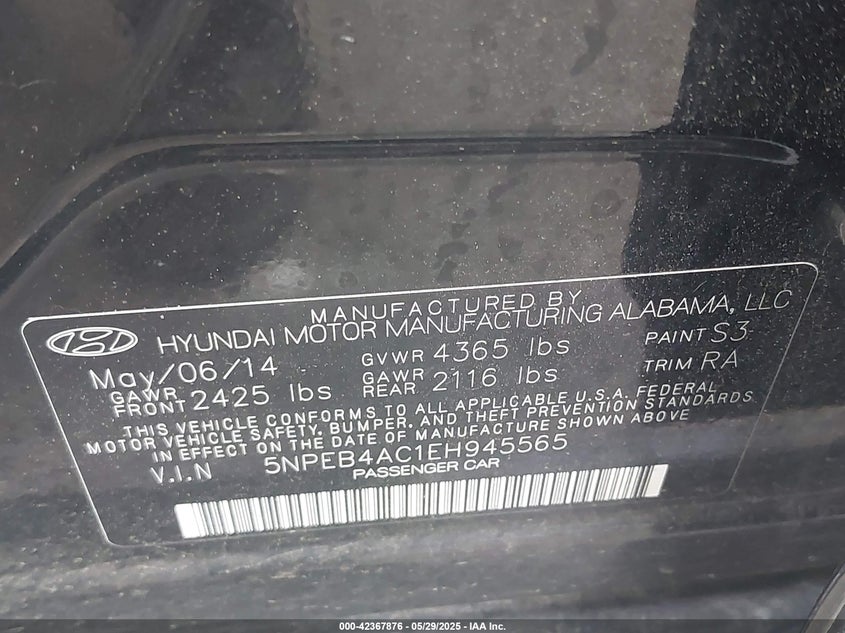 MANUFACTURED BY
HYUNDAI MOTOR MANUFACTURING ALABAMA, LLC
May/06/14 GVWR 4365 lbs PAINT S3
GAWR FRONT 2425 lbs GAWR REAR 2116 lbs TRIM RA
THIS VEHICLE CONFORMS TO ALL APPLICABLE U.S.A. FEDERAL
MOTOR VEHICLE SAFETY, BUMPER, AND THEFT PREVENTION STANDARDS
IN EFFECT ON THE DATE OF MANUFACTURE SHOWN ABOVE
V.I.N 5NPEB4AC1EH945565
PASSENGER CAR
000-42367876 - 05/29/2025 - IAA Inc.